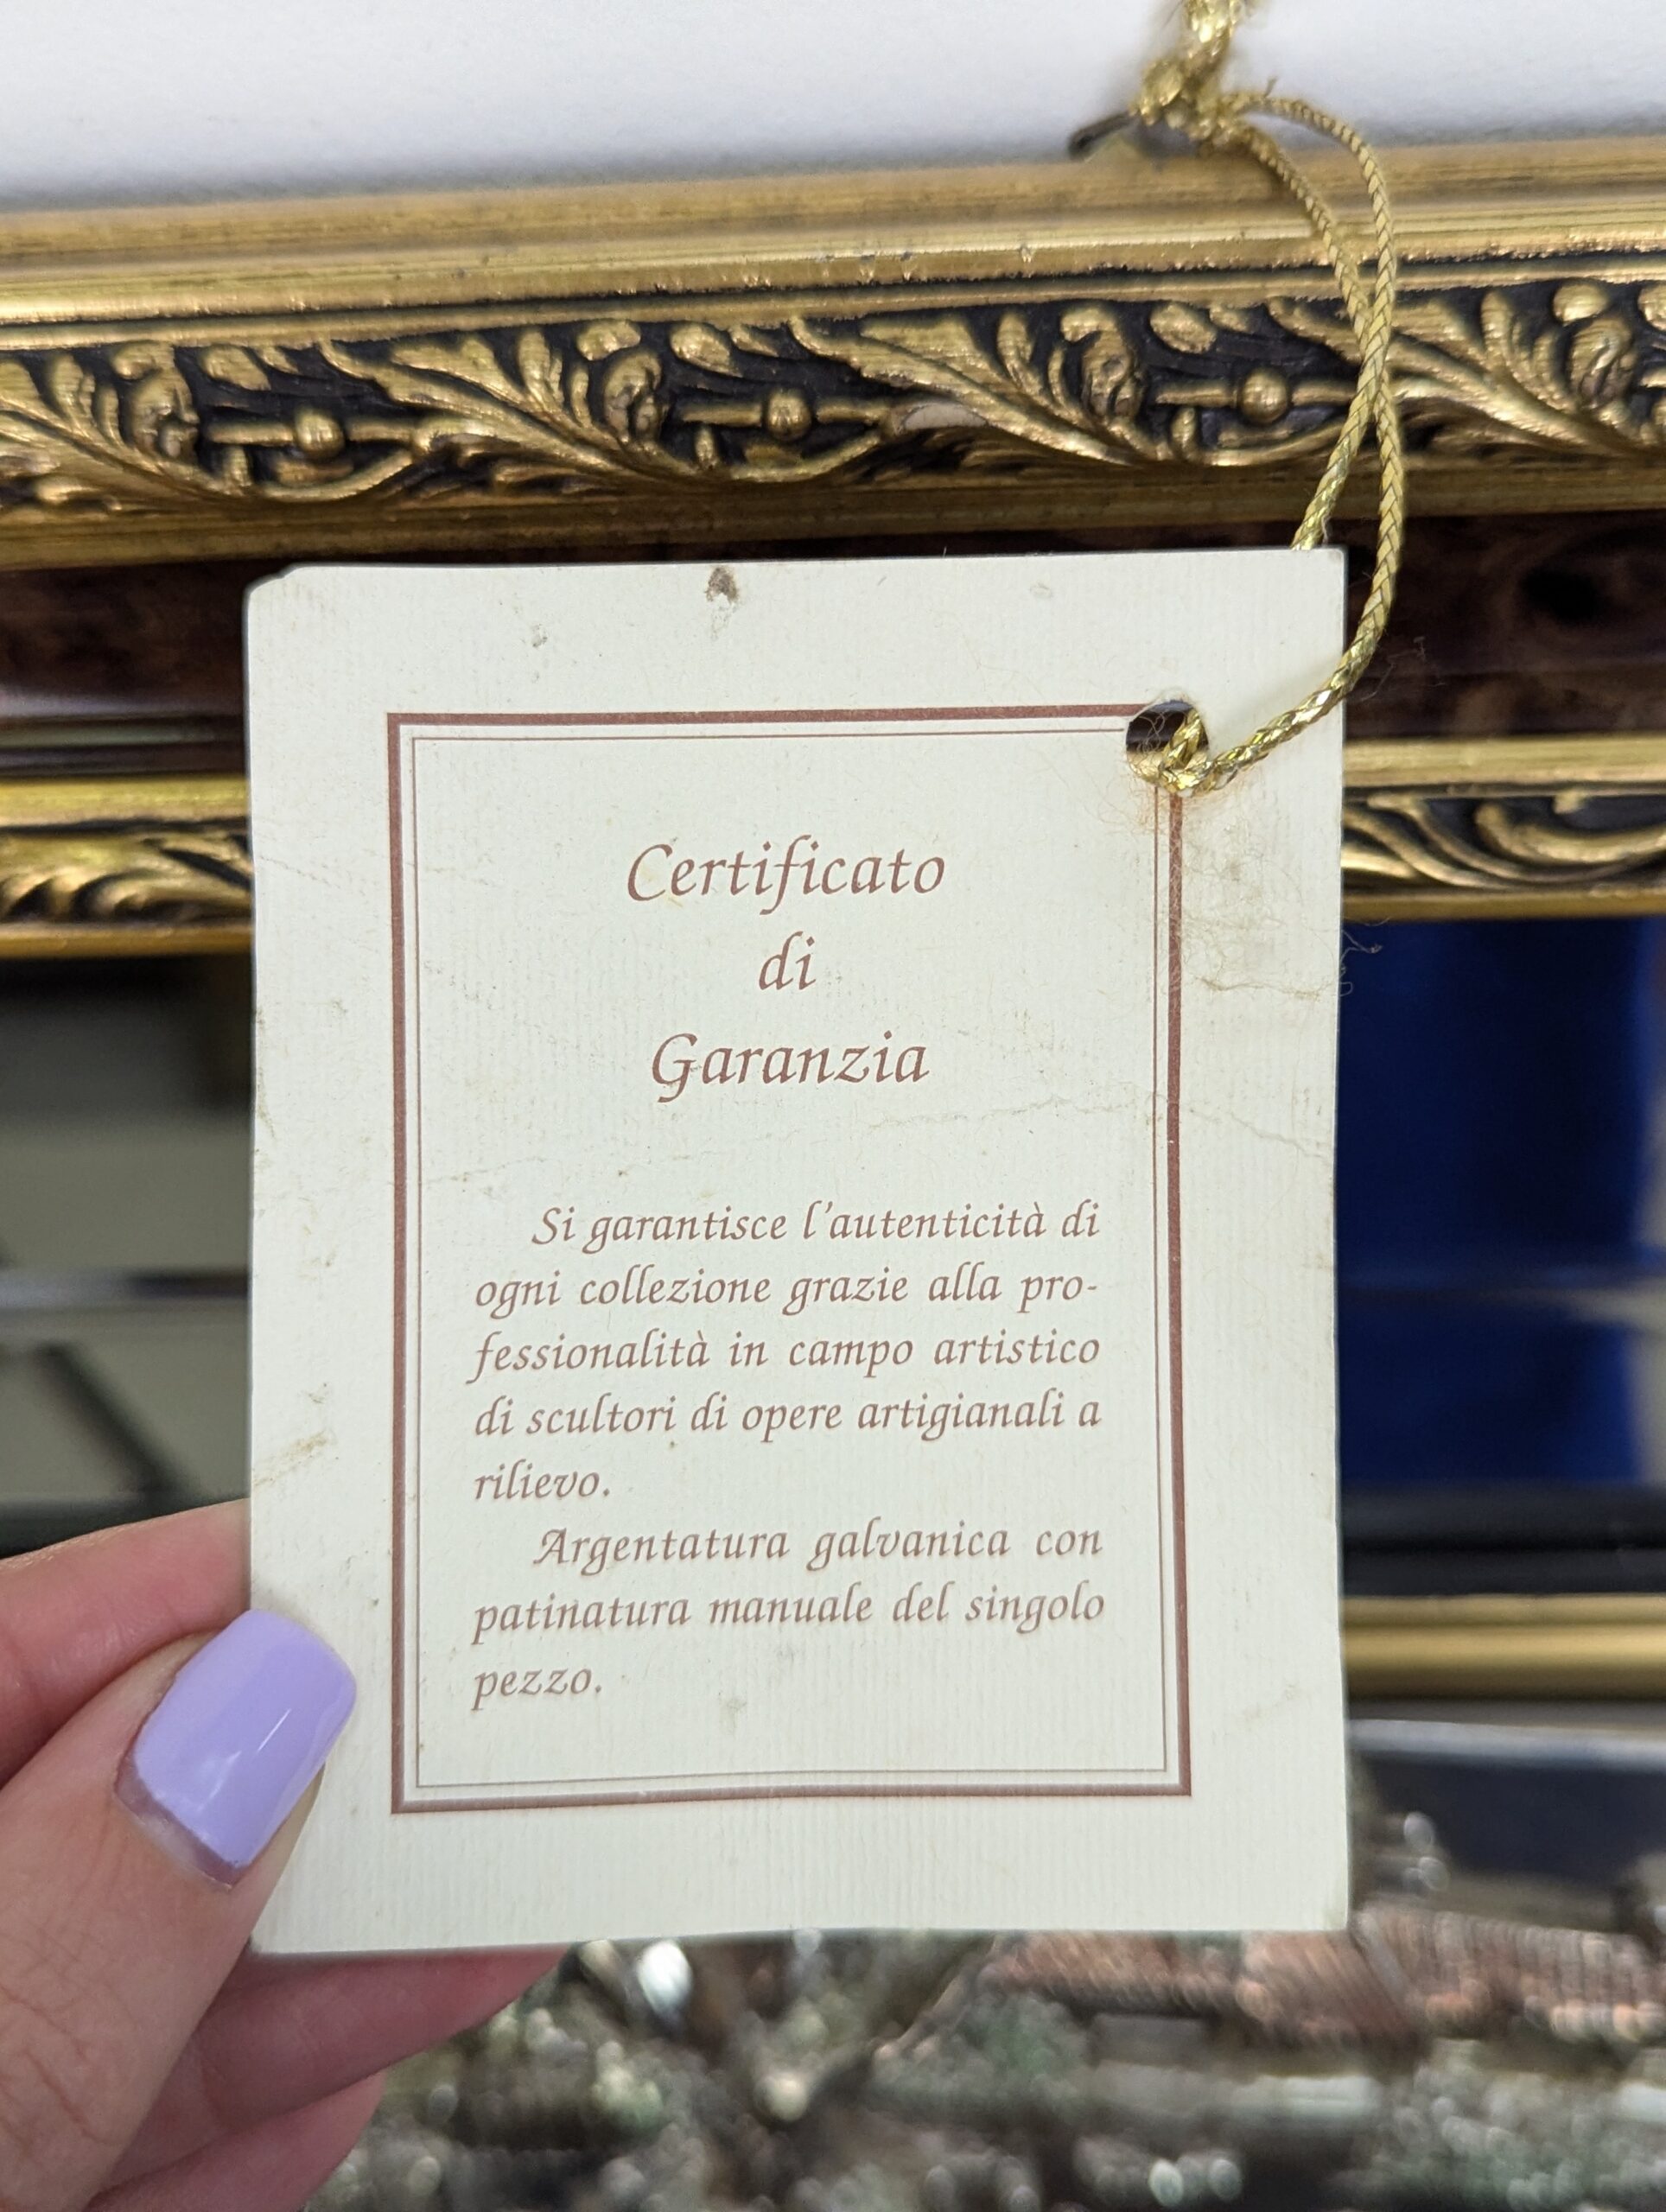 Certificato
di
Garanzia
Si garantisce l'autenticità di
ogni collezione grazie alla pro-
fessionalità in campo artistico
di scultori di opere artigianali a
rilievo.
Argentatura galvanica con
patinatura manuale del singolo
pezzo.